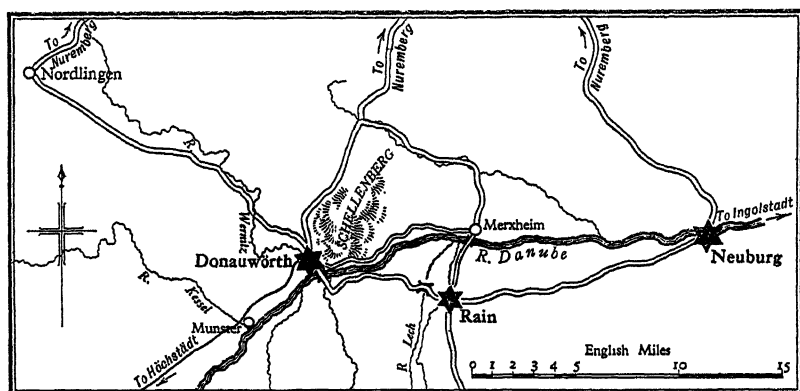 To
Nuremberg
To
Nuremberg
To
Nuremberg
Nordlingen
R.
Wernitz
SCHELLENBERG
Merxheim
To Ingolstadt
Donauwörth
R. Danube
Neuburg
R.
Kessel
Munster
Rain
R Lech
To Höchstädt
English Miles
0 1 2 3 4 5 10 15